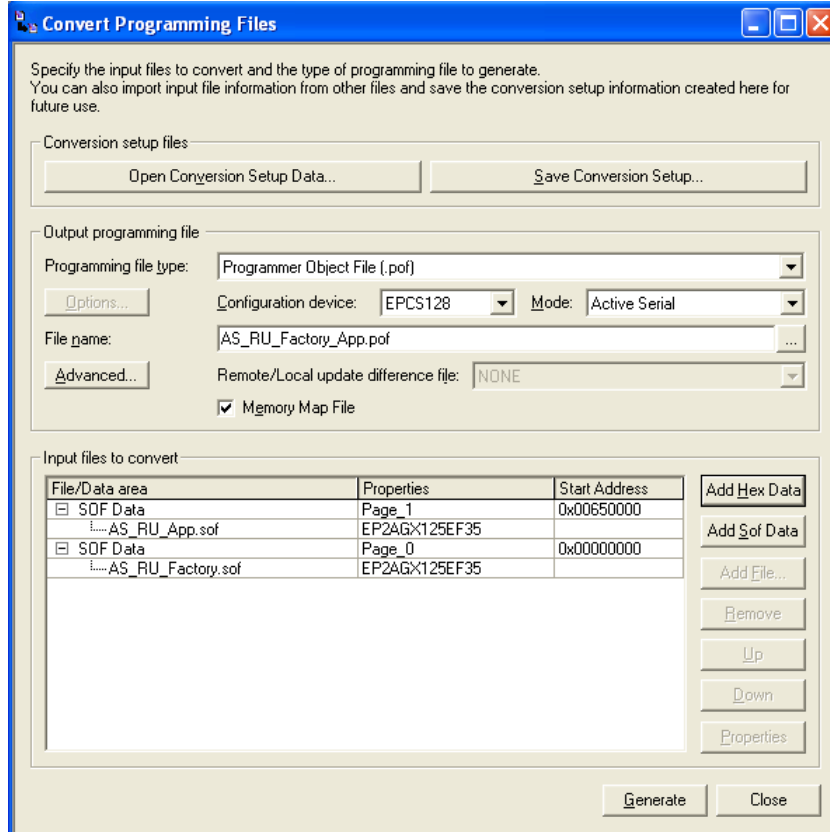 Convert Programming Files
Specify the input files to convert and the type of programming file to generate.
You can also import input file information from other files and save the conversion setup information created here for
future use.
Conversion setup files
Open Conversion Setup Data...
Save Conversion Setup...
Output programming file
Programming file type: Programmer Object File (.pof)
Options... Configuration device: EPCS128 Mode: Active Serial
File name: AS_RU_Factory_App.pof ...
Advanced... Remote/Local update difference file: NONE
Memory Map File
Input files to convert
File/Data area Properties Start Address
SOF Data Page_1 0x00650000
AS_RU_App.sof EP2AGX125EF35
SOF Data Page_0 0x00000000
AS_RU_Factory.sof EP2AGX125EF35
Add Hex Data
Add Sof Data
Add File...
Remove
Up
Down
Properties
Generate Close